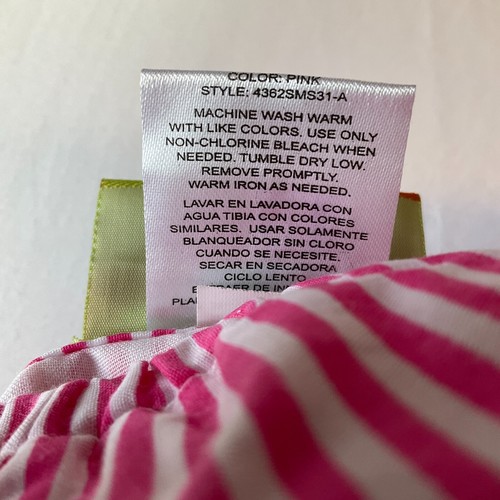 COLOR: PINK
STYLE: 4362SMS31-A
MACHINE WASH WARM
WITH LIKE COLORS. USE ONLY
NON-CHLORINE BLEACH WHEN
NEEDED. TUMBLE DRY LOW.
REMOVE PROMPTLY.
WARM IRON AS NEEDED.
LAVAR EN LAVADORA CON
AGUA TIBIA CON COLORES
SIMILARES. USAR SOLAMENTE
BLANQUEADOR SIN CLORO
CUANDO SE NECESITE.
SECAR EN SECADORA
CICLO LENTO